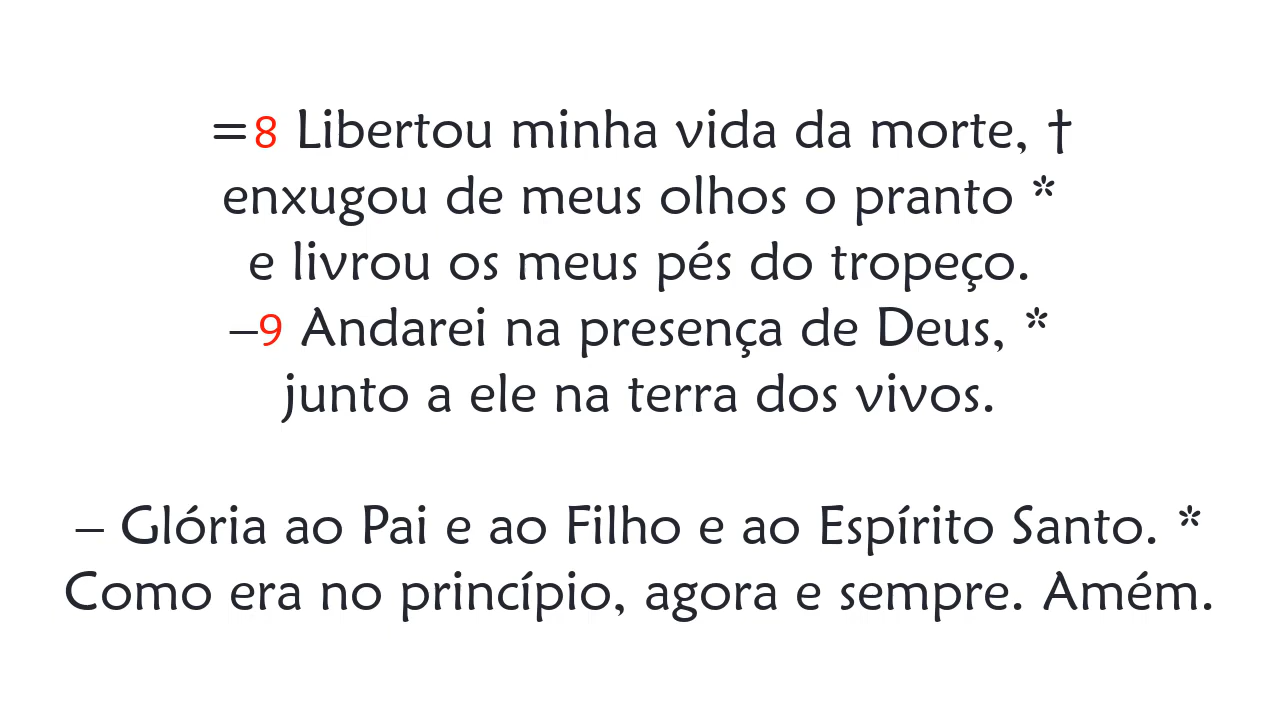 =8 Libertou minha vida da morte, †
enxugou de meus olhos o pranto *
e livrou os meus pés do tropeço.
–9 Andarei na presença de Deus, *
junto a ele na terra dos vivos.
– Glória ao Pai e ao Filho e ao Espírito Santo. *
Como era no princípio, agora e sempre. Amém.